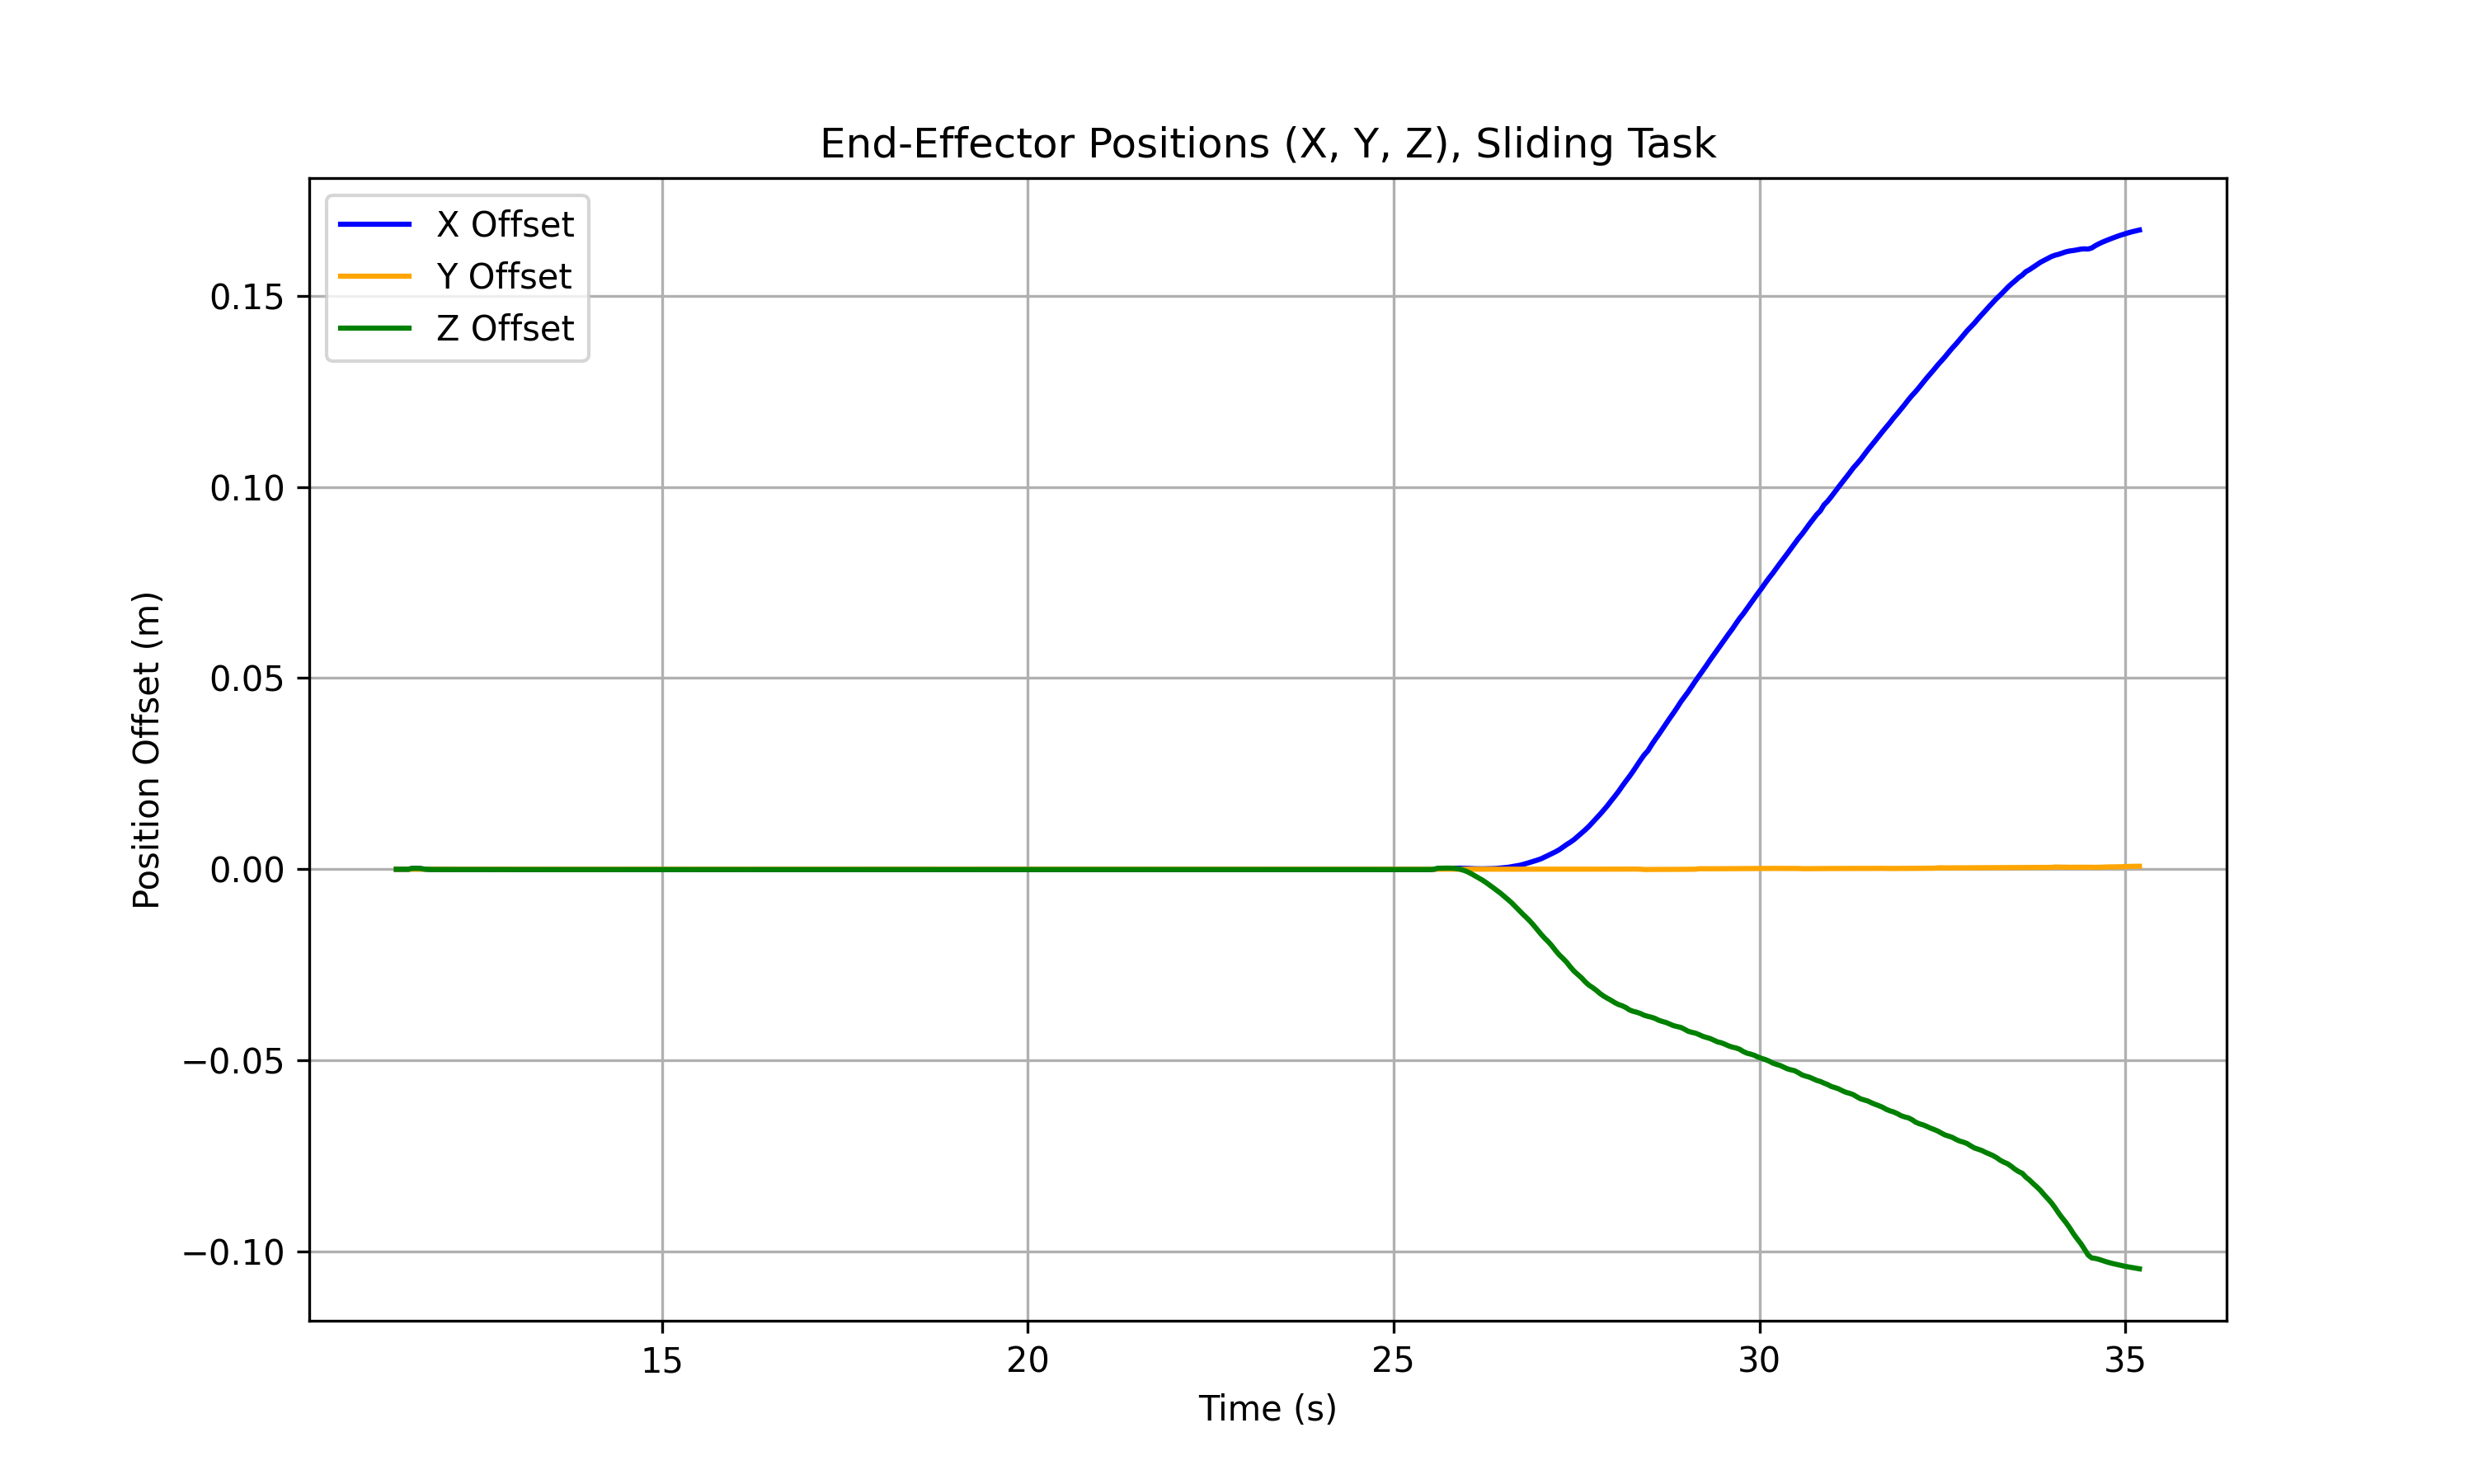 End-Effector Positions (X, Y, Z), Sliding Task
X Offset
Y Offset
Z Offset
Position Offset (m)
0.15
0.10
0.05
0.00
−0.05
−0.10
15 20 25 30 35
Time (s)